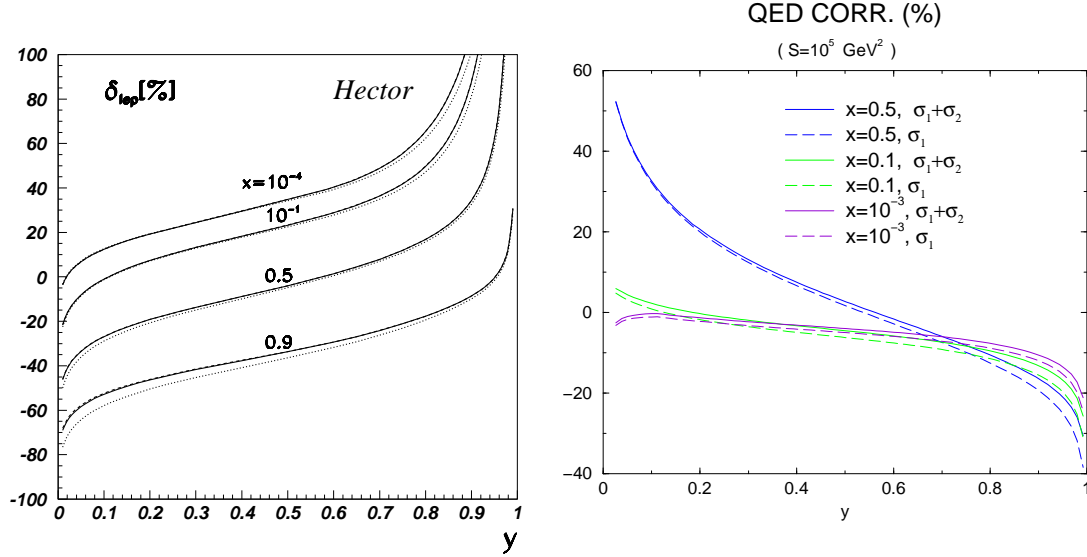 δ_lep[%]
Hector
100
80
60
40
20
0
-20
-40
-60
-80
-100
x=10⁻⁴
10⁻¹
0.5
0.9
0 0.1 0.2 0.3 0.4 0.5 0.6 0.7 0.8 0.9 1
y
QED CORR. (%)
( S=10⁵ GeV² )
60
40
20
0
−20
−40
x=0.5, σ₁+σ₂
x=0.5, σ₁
x=0.1, σ₁+σ₂
x=0.1, σ₁
x=10⁻³, σ₁+σ₂
x=10⁻³, σ₁
0 0.2 0.4 0.6 0.8 1
y